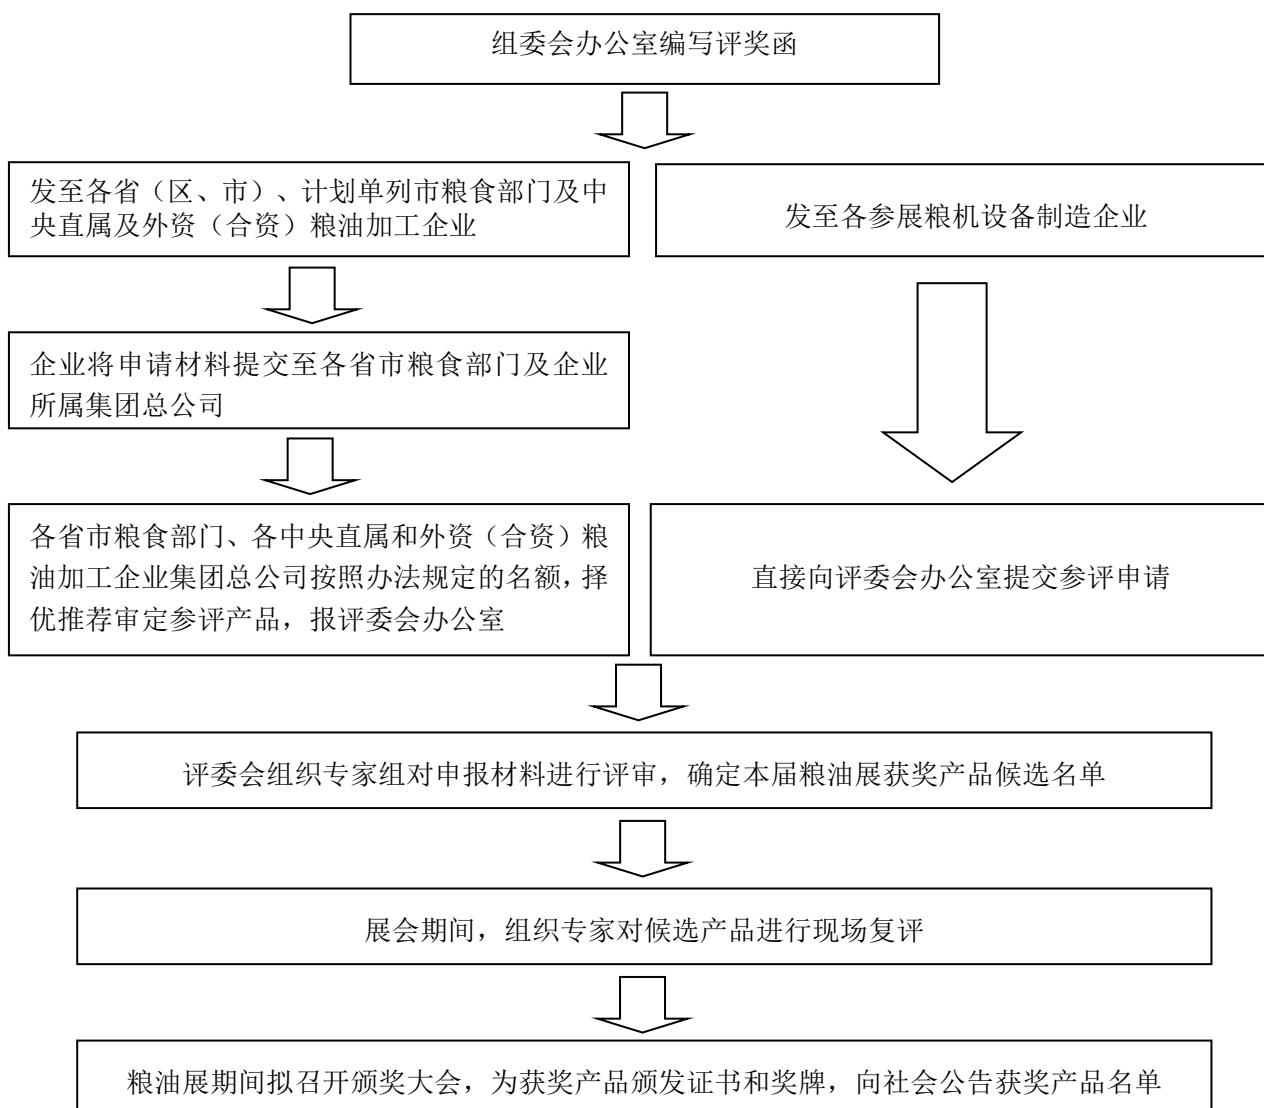 组委会办公室编写评奖函
发至各省（区、市）、计划单列市粮食部门及中
央直属及外资（合资）粮油加工企业
发至各参展粮机设备制造企业
企业将申请材料提交至各省市粮食部门及企业
所属集团总公司
各省市粮食部门、各中央直属和外资（合资）粮
油加工企业集团总公司按照办法规定的名额，择
优推荐审定参评产品，报评委会办公室
直接向评委会办公室提交参评申请
评委会组织专家组对申报材料进行评审，确定本届粮油展获奖产品候选名单
展会期间，组织专家对候选产品进行现场复评
粮油展期间拟召开颁奖大会，为获奖产品颁发证书和奖牌，向社会公告获奖产品名单